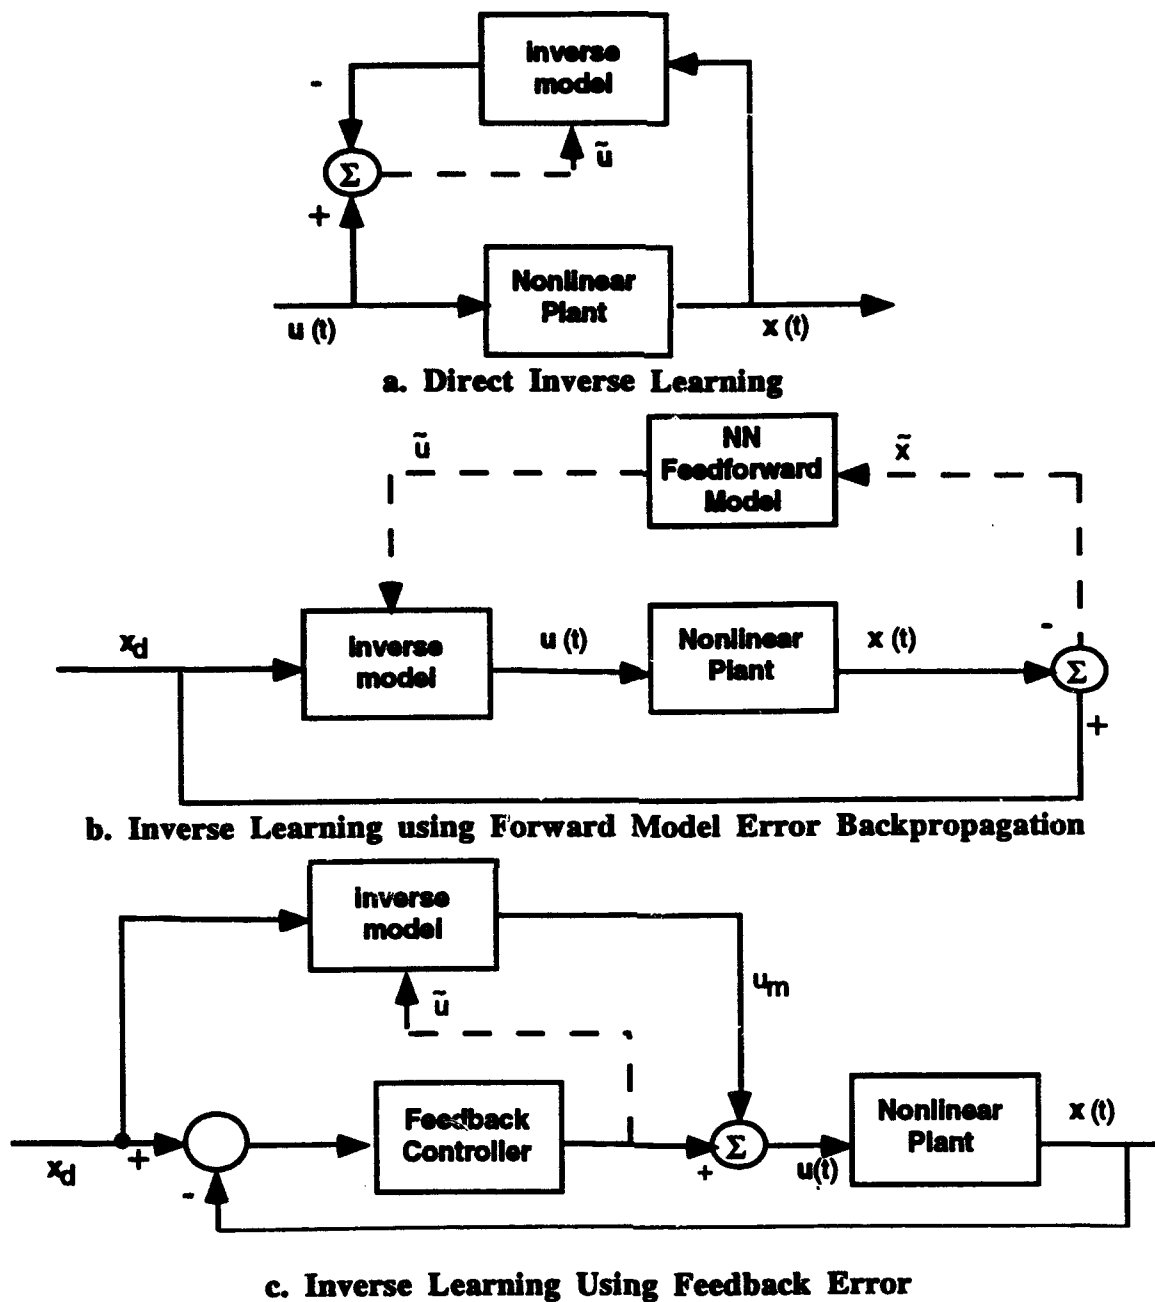 inverse
model
-
Σ
ũ
+
Nonlinear
Plant
u (t)
x (t)
a. Direct Inverse Learning
NN
Feedforward
Model
ũ
x̃
x_d
inverse
model
u (t)
Nonlinear
Plant
x (t)
-
Σ
+
b. Inverse Learning using Forward Model Error Backpropagation
inverse
model
ũ
u_m
Feedback
Controller
Nonlinear
Plant
x (t)
x_d
+
-
+
Σ
u(t)
c. Inverse Learning Using Feedback Error